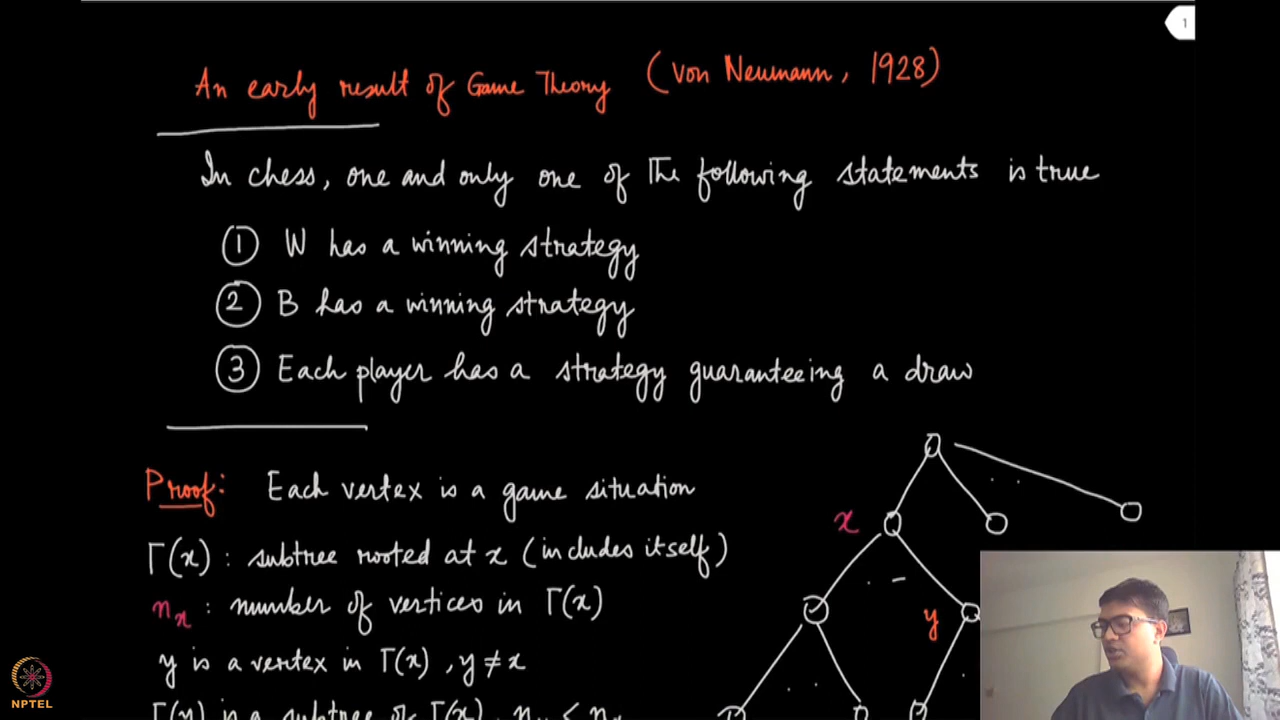 1
An early result of Game Theory (von Neumann, 1928)
In chess, one and only one of the following statements is true
① W has a winning strategy
② B has a winning strategy
③ Each player has a strategy guaranteeing a draw
Proof: Each vertex is a game situation
Γ(x) : subtree rooted at x (includes itself)
n_x : number of vertices in Γ(x)
y is a vertex in Γ(x), y ≠ x
is a subtree of Γ(x)
x
y
NPTEL